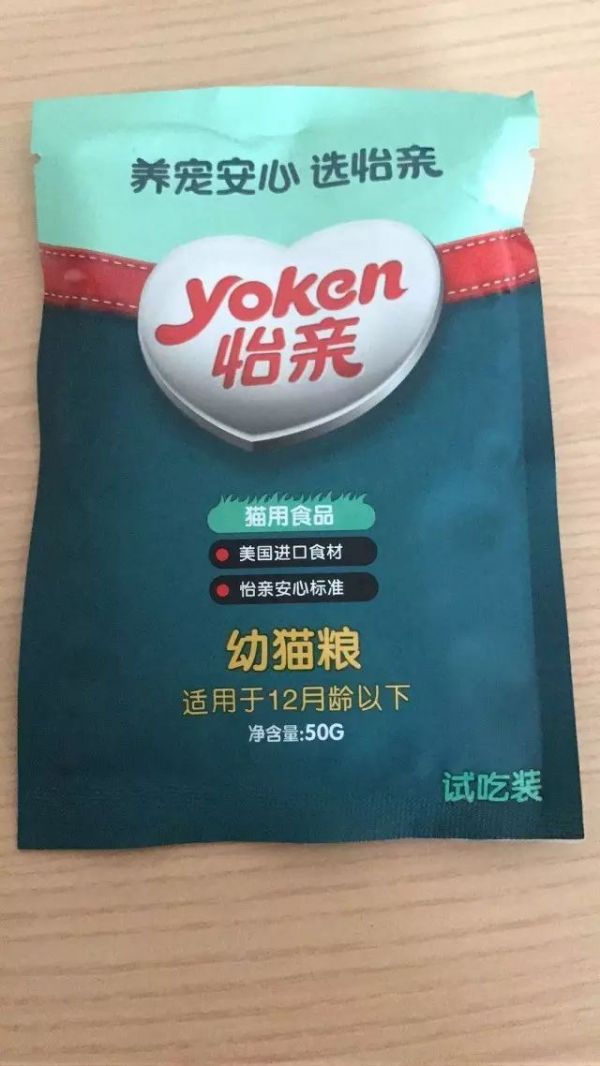 养宠安心 选怡亲
yoken
怡亲
猫用食品
美国进口食材
怡亲安心标准
幼猫粮
适用于12月龄以下
净含量:50G
试吃装